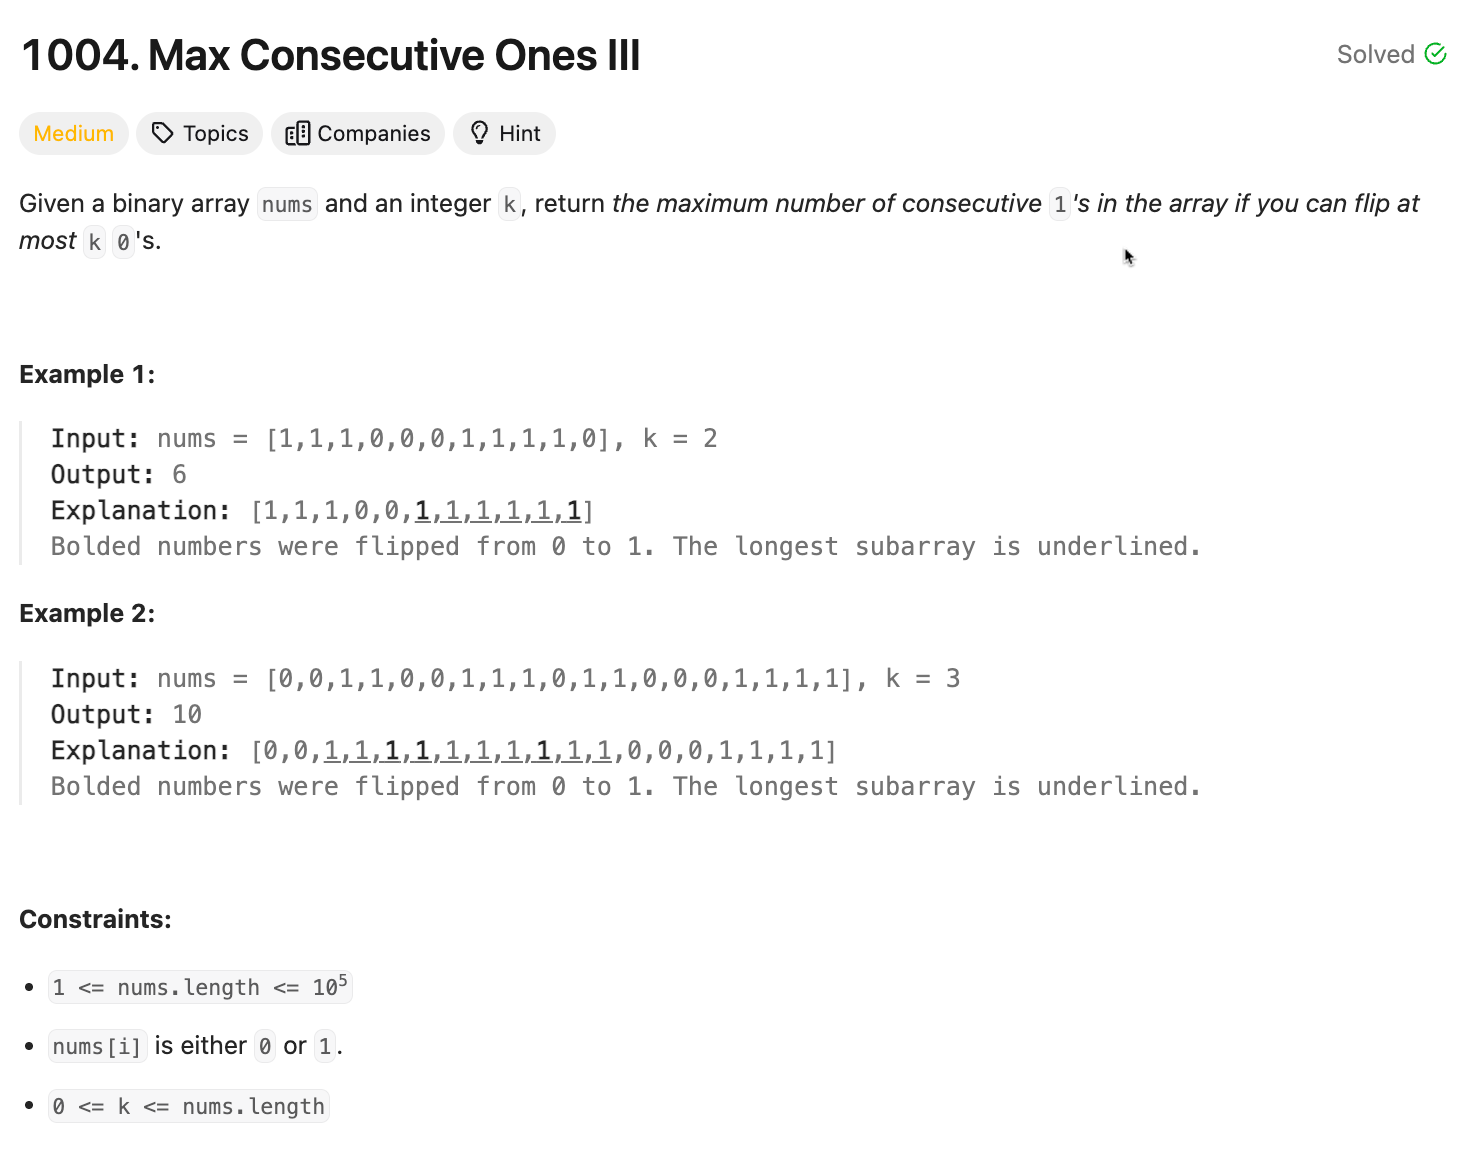 1004. Max Consecutive Ones III
Solved
Medium Topics Companies Hint
Given a binary array nums and an integer k, return the maximum number of consecutive 1's in the array if you can flip at
most k 0's.
Example 1:
Input: nums = [1,1,1,0,0,0,1,1,1,1,0], k = 2
Output: 6
Explanation: [1,1,1,0,0,1,1,1,1,1,1]
Bolded numbers were flipped from 0 to 1. The longest subarray is underlined.
Example 2:
Input: nums = [0,0,1,1,0,0,1,1,1,0,1,1,0,0,0,1,1,1,1], k = 3
Output: 10
Explanation: [0,0,1,1,1,1,1,1,1,1,1,1,0,0,0,1,1,1,1]
Bolded numbers were flipped from 0 to 1. The longest subarray is underlined.
Constraints:
• 1 <= nums.length <= 10⁵
• nums[i] is either 0 or 1.
• 0 <= k <= nums.length